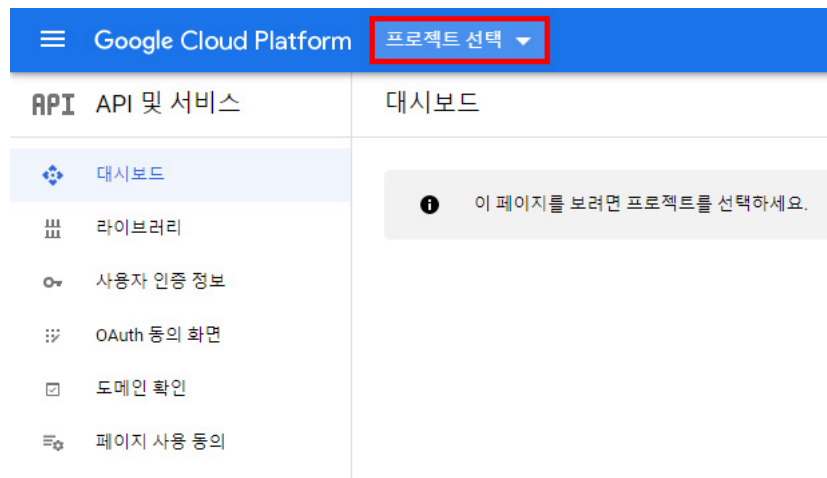 Google Cloud Platform 프로젝트 선택
API API 및 서비스 대시보드
대시보드
이 페이지를 보려면 프로젝트를 선택하세요.
라이브러리
사용자 인증 정보
OAuth 동의 화면
도메인 확인
페이지 사용 동의